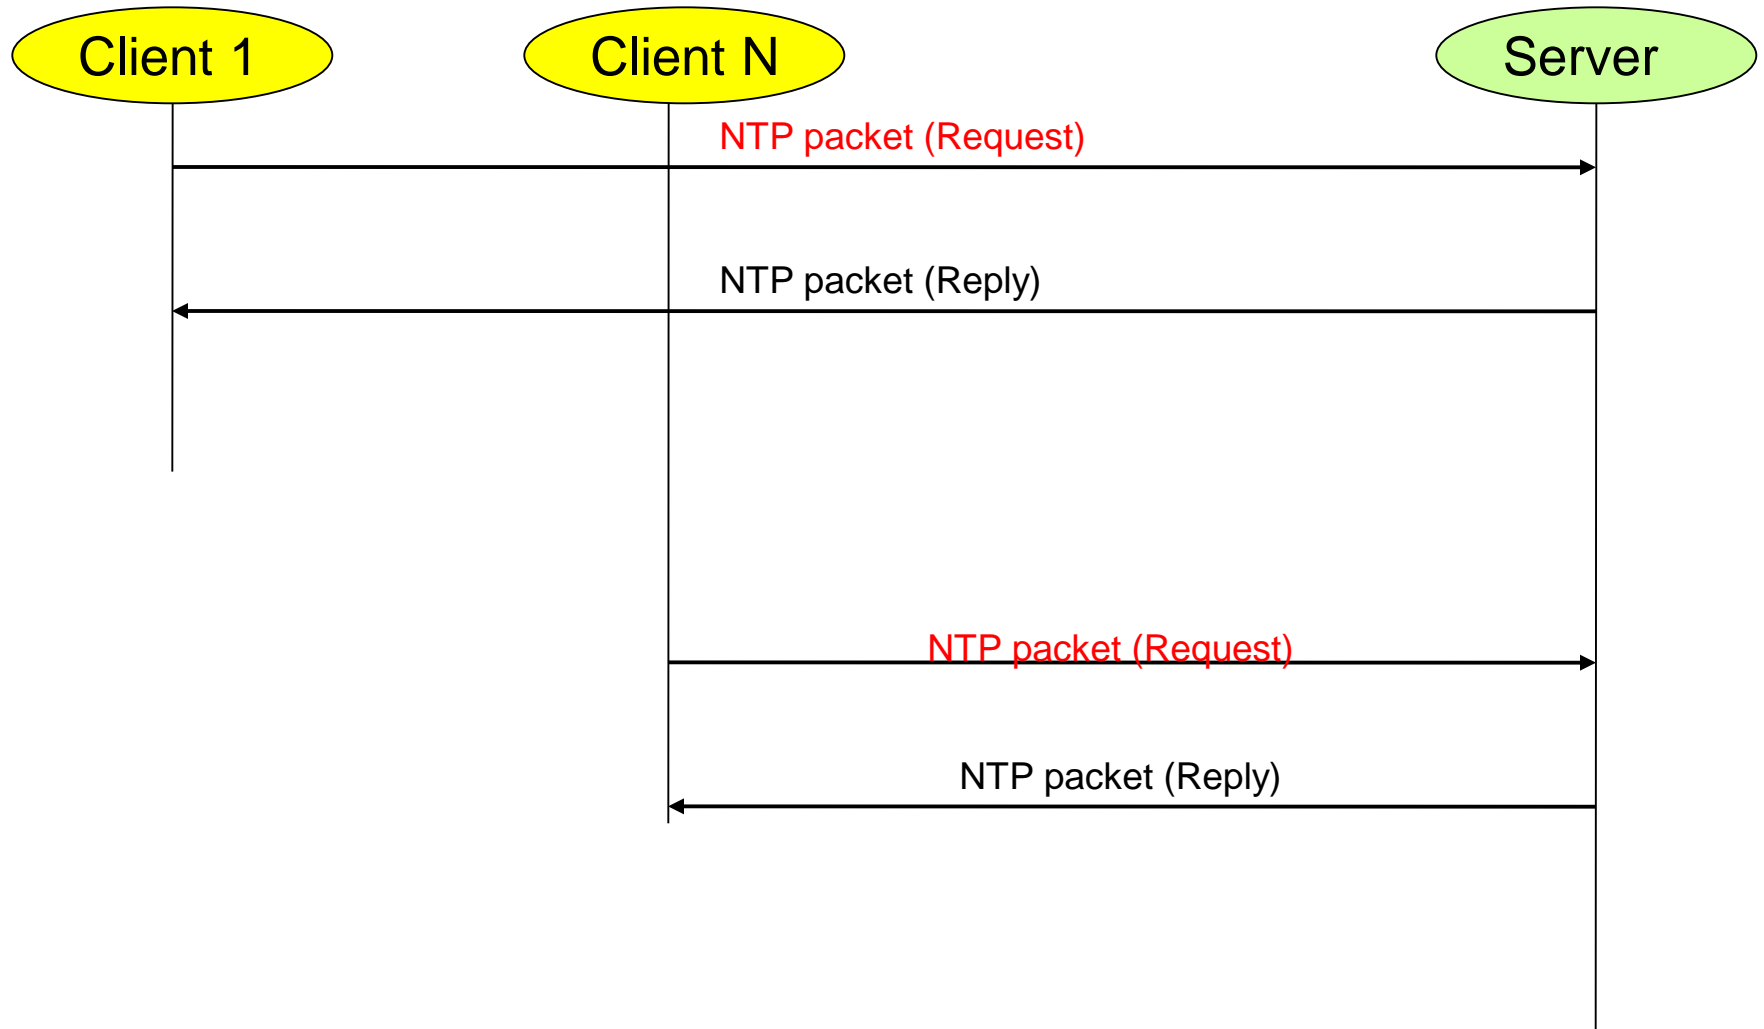 Client 1
Client N
Server
NTP packet (Request)
NTP packet (Reply)
NTP packet (Request)
NTP packet (Reply)